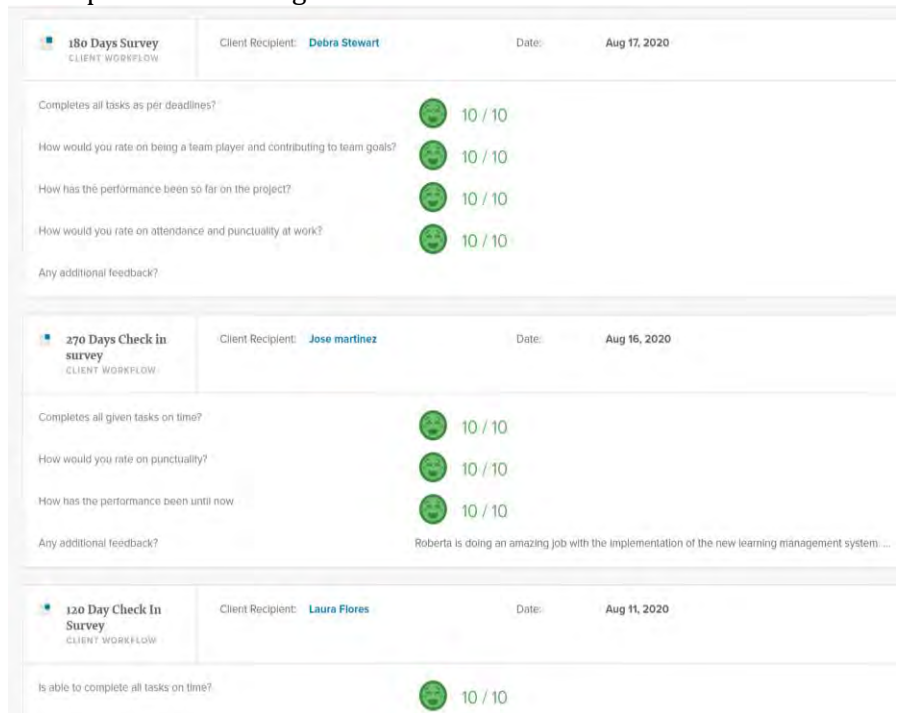 180 Days Survey
CLIENT WORKFLOW
Client Recipient: Debra Stewart
Date: Aug 17, 2020
Completes all tasks as per deadlines?
10 / 10
How would you rate on being a team player and contributing to team goals?
10 / 10
How has the performance been so far on the project?
10 / 10
How would you rate on attendance and punctuality at work?
10 / 10
Any additional feedback?
270 Days Check in
survey
CLIENT WORKFLOW
Client Recipient: Jose martinez
Date: Aug 16, 2020
Completes all given tasks on time?
10 / 10
How would you rate on punctuality?
10 / 10
How has the performance been until now
10 / 10
Any additional feedback?
Roberta is doing an amazing job with the implementation of the new learning management system. ...
120 Day Check In
Survey
CLIENT WORKFLOW
Client Recipient: Laura Flores
Date: Aug 11, 2020
Is able to complete all tasks on time?
10 / 10